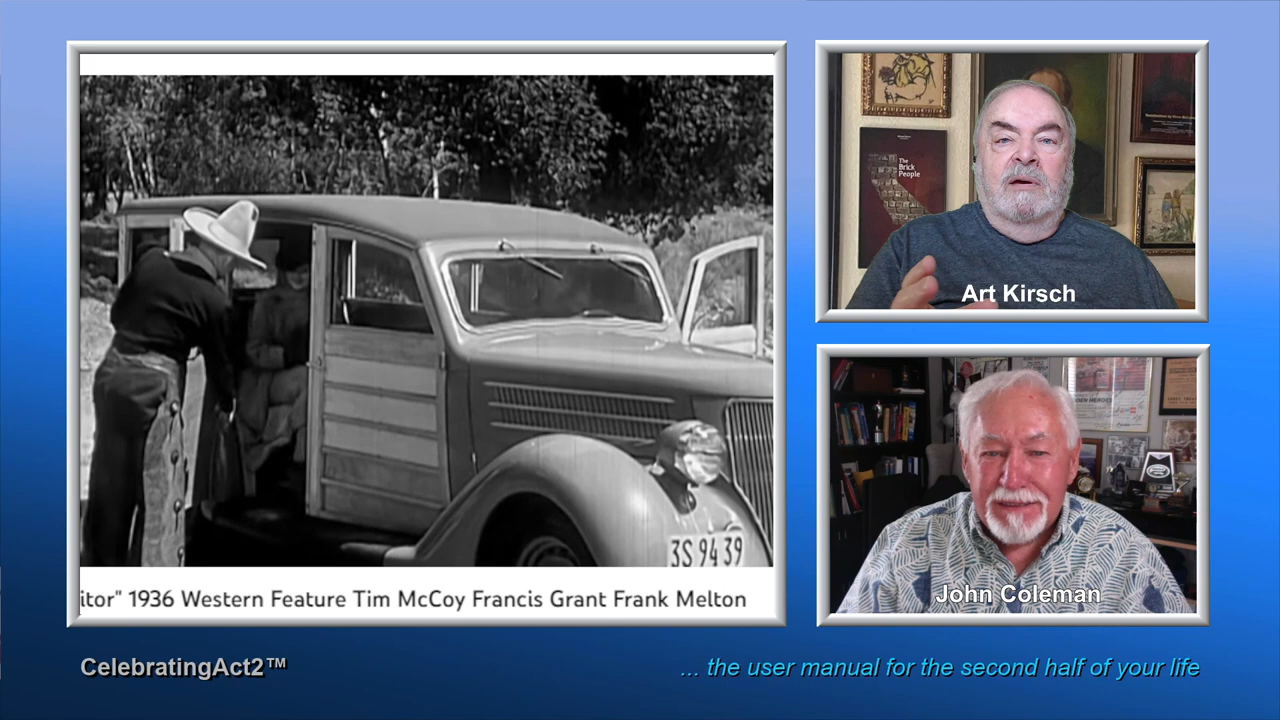 3S 94 39
itor" 1936 Western Feature Tim McCoy Francis Grant Frank Melton
The
Brick
People
Art Kirsch
John Coleman
CelebratingAct2™
... the user manual for the second half of your life